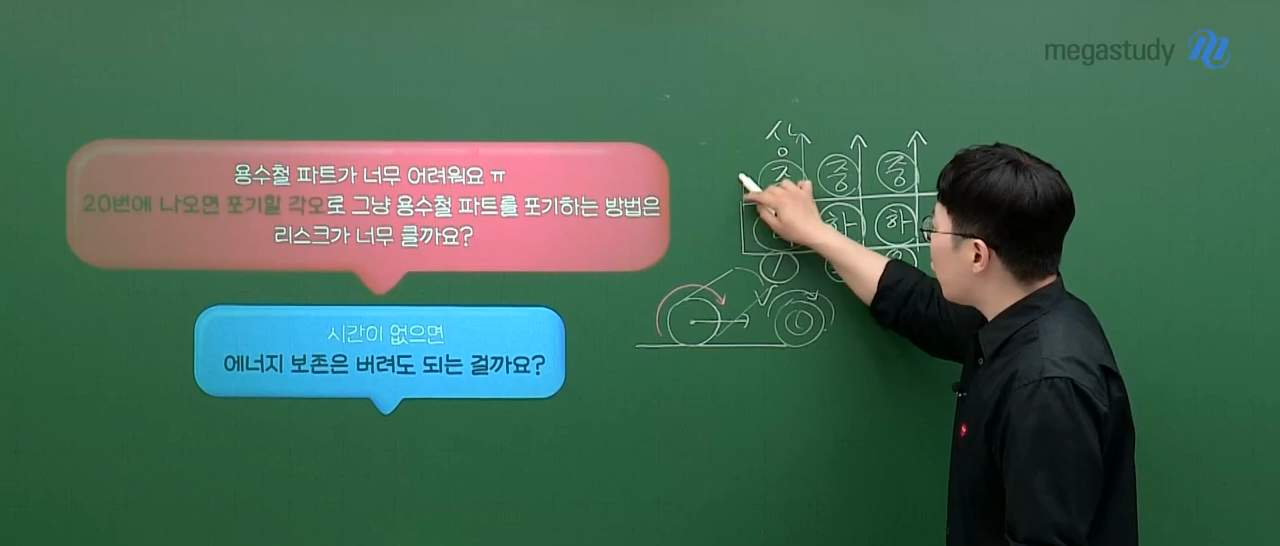 megastudy
용수철 파트가 너무 어려워요 ㅠ
20번에 나오면 포기할 각오로 그냥 용수철 파트를 포기하는 방법은
리스크가 너무 클까요?
시간이 없으면
에너지 보존은 버려도 되는 걸까요?
상
중 중
하 하